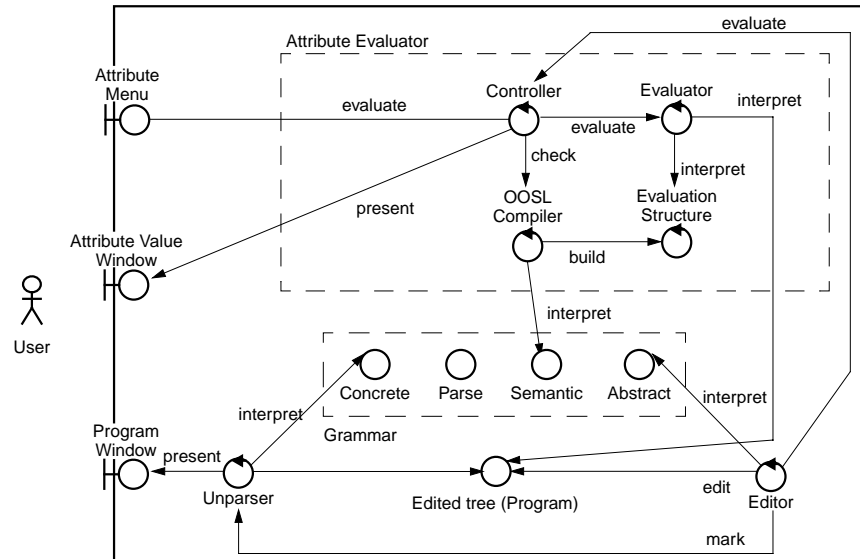 evaluate
Attribute Evaluator
Attribute
Menu
Controller
Evaluator
interpret
evaluate
evaluate
check
interpret
present
OOSL
Compiler
Evaluation
Structure
Attribute Value
Window
build
interpret
User
Concrete
Parse
Semantic
Abstract
interpret
interpret
Grammar
Program
Window
present
Unparser
Edited tree (Program)
edit
Editor
mark